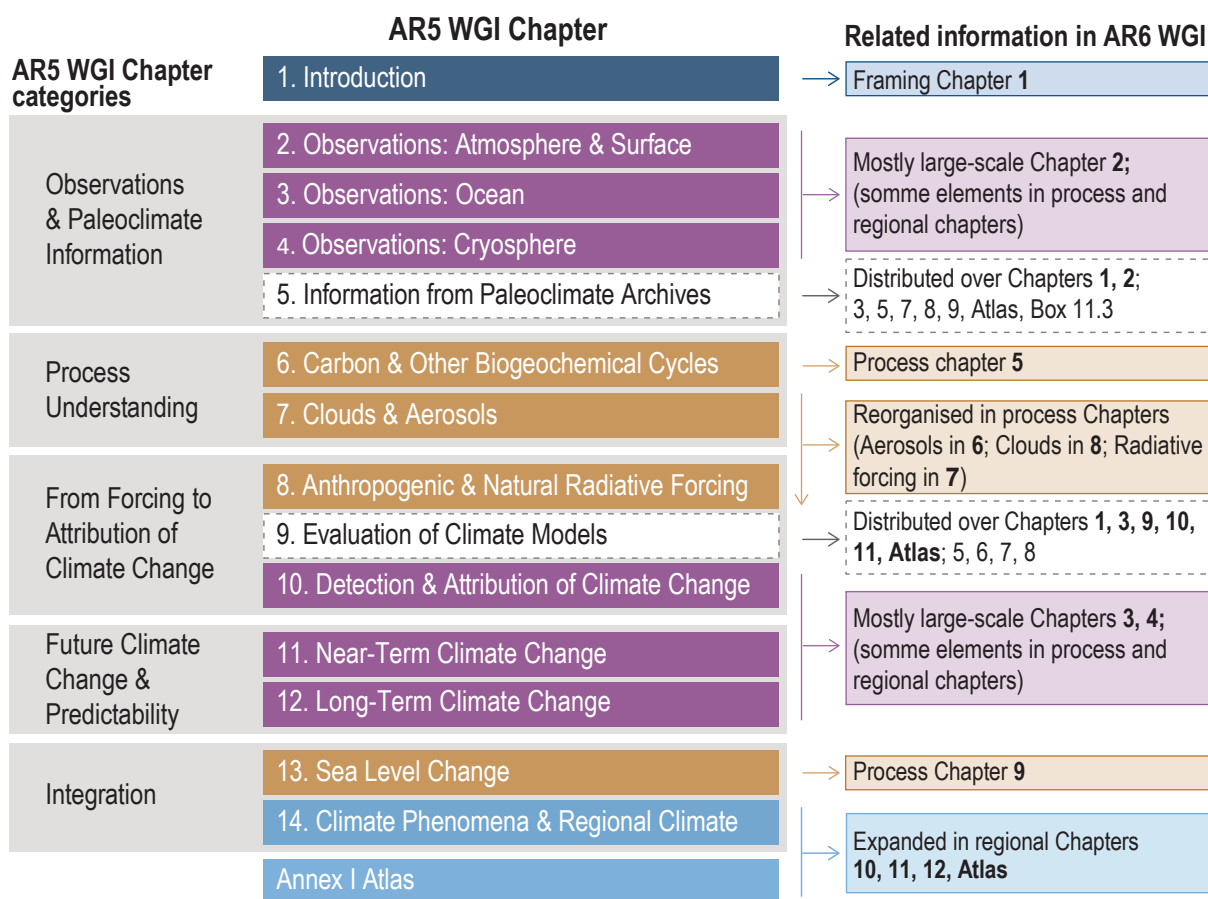 AR5 WGI Chapter
Related information in AR6 WGI
AR5 WGI Chapter
categories
1. Introduction
Framing Chapter 1
Observations
& Paleoclimate
Information
2. Observations: Atmosphere & Surface
3. Observations: Ocean
4. Observations: Cryosphere
5. Information from Paleoclimate Archives
Mostly large-scale Chapter 2;
(somme elements in process and
regional chapters)
Distributed over Chapters 1, 2;
3, 5, 7, 8, 9, Atlas, Box 11.3
Process
Understanding
6. Carbon & Other Biogeochemical Cycles
7. Clouds & Aerosols
Process chapter 5
Reorganised in process Chapters
(Aerosols in 6; Clouds in 8; Radiative
forcing in 7)
From Forcing to
Attribution of
Climate Change
8. Anthropogenic & Natural Radiative Forcing
9. Evaluation of Climate Models
10. Detection & Attribution of Climate Change
Distributed over Chapters 1, 3, 9, 10,
11, Atlas; 5, 6, 7, 8
Mostly large-scale Chapters 3, 4;
(somme elements in process and
regional chapters)
Future Climate
Change &
Predictability
11. Near-Term Climate Change
12. Long-Term Climate Change
Integration
13. Sea Level Change
14. Climate Phenomena & Regional Climate
Annex I Atlas
Process Chapter 9
Expanded in regional Chapters
10, 11, 12, Atlas